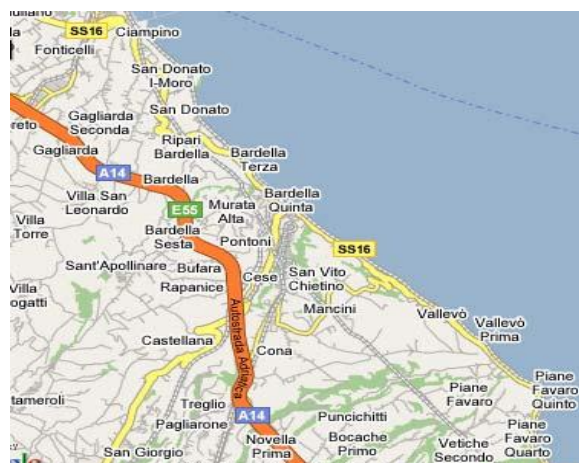 SS16
Ciampino
Fonticelli
San Donato
I-Moro
San Donato
Gagliarda
Seconda
Gagliarda
Ripari
Bardella
Bardella
Terza
A14
Bardella
Bardella
Quinta
Villa San
Leonardo
E55
Murata
Alta
Villa
Torre
Bardella
Sesta
Pontoni
SS16
Sant'Apollinare
Bufara
Cese
San Vito
Chietino
Villa
Rapanice
Mancini
Vallevò
Vallevò
Prima
Castellana
Autostrada Adriatica
Cona
Piane
Favaro
Quinto
Piane
Favaro
Treglio
A14
Puncichitti
Pagliarone
Novella
Prima
Bocache
Primo
Vetiche
Secondo
Piane
Favaro
Quarto
San Giorgio